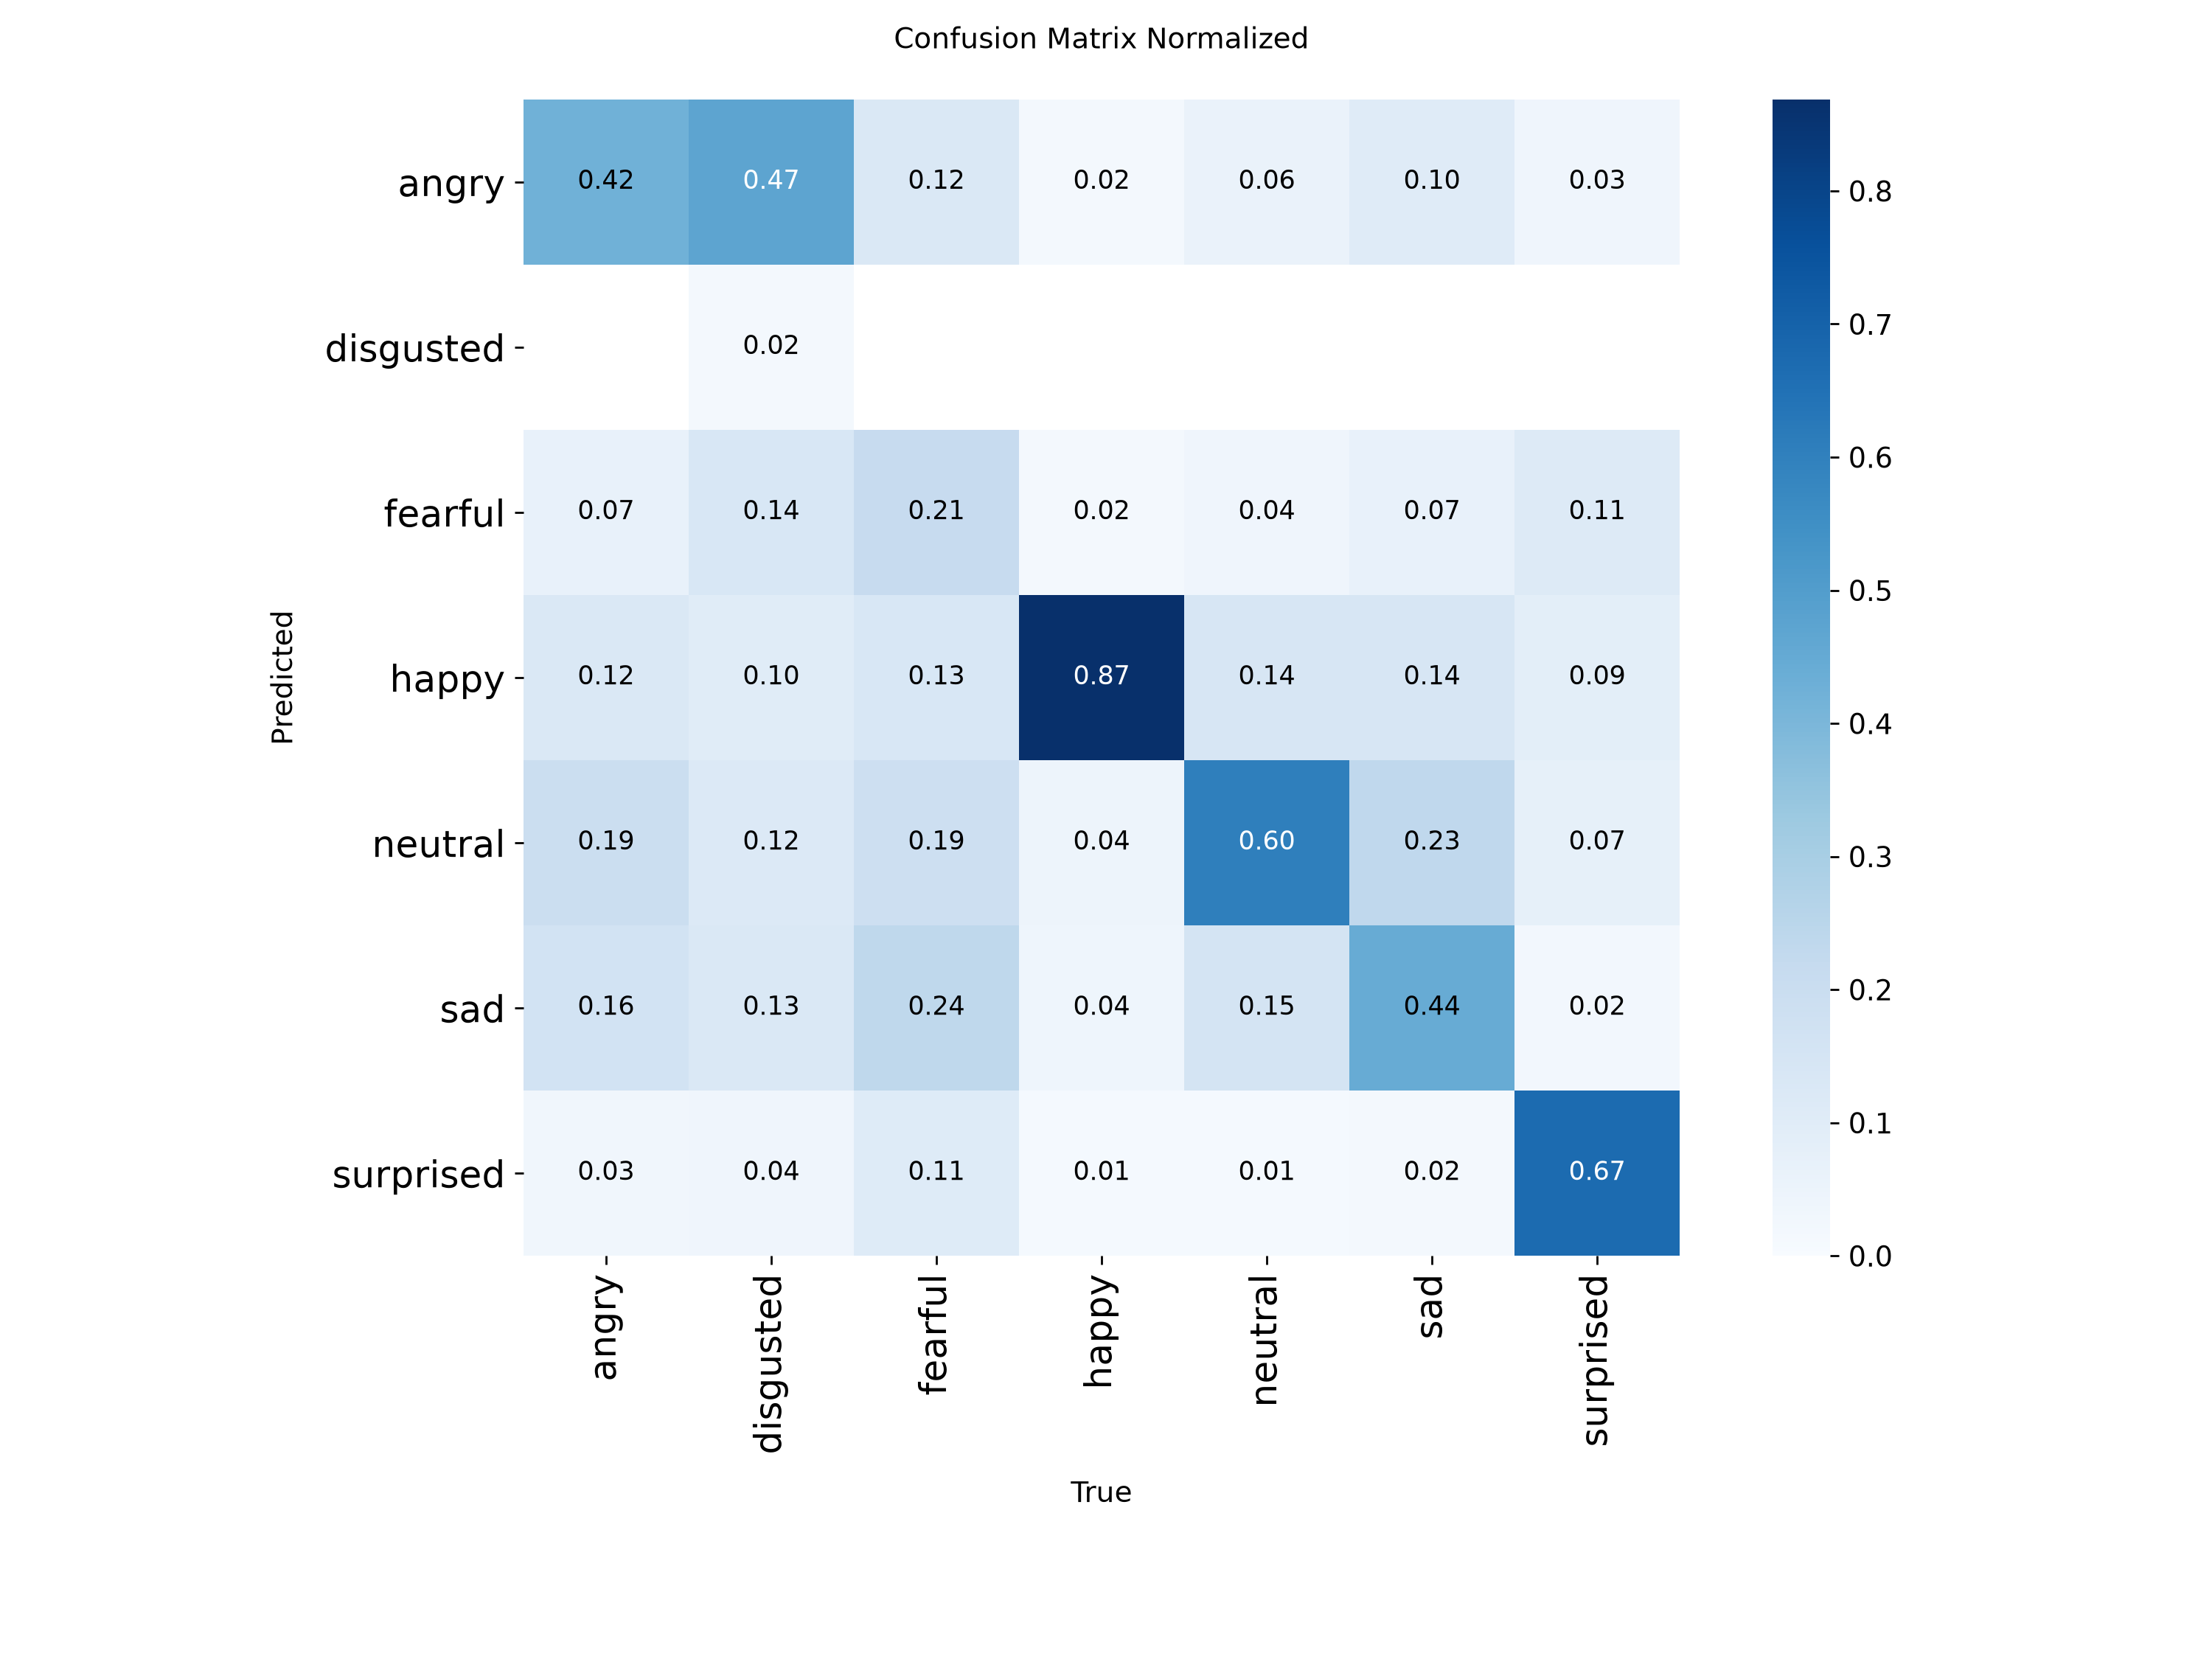 Confusion Matrix Normalized
angry 0.42 0.47 0.12 0.02 0.06 0.10 0.03
disgusted 0.02
fearful 0.07 0.14 0.21 0.02 0.04 0.07 0.11
happy 0.12 0.10 0.13 0.87 0.14 0.14 0.09
neutral 0.19 0.12 0.19 0.04 0.60 0.23 0.07
sad 0.16 0.13 0.24 0.04 0.15 0.44 0.02
surprised 0.03 0.04 0.11 0.01 0.01 0.02 0.67
Predicted
angry disgusted fearful happy neutral sad surprised
True
0.8
0.7
0.6
0.5
0.4
0.3
0.2
0.1
0.0